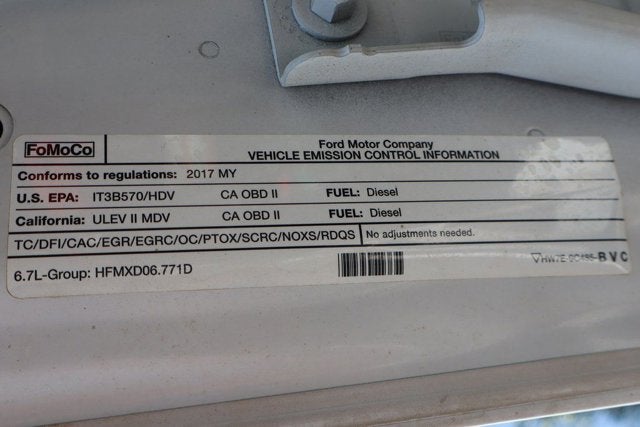 FoMoCo
Ford Motor Company
VEHICLE EMISSION CONTROL INFORMATION
Conforms to regulations: 2017 MY
U.S. EPA: IT3B570/HDV CA OBD II FUEL: Diesel
California: ULEV II MDV CA OBD II FUEL: Diesel
TC/DFI/CAC/EGR/EGRC/OC/PTOX/SCRC/NOXS/RDQS No adjustments needed.
6.7L-Group: HFMXD06.771D
BVC